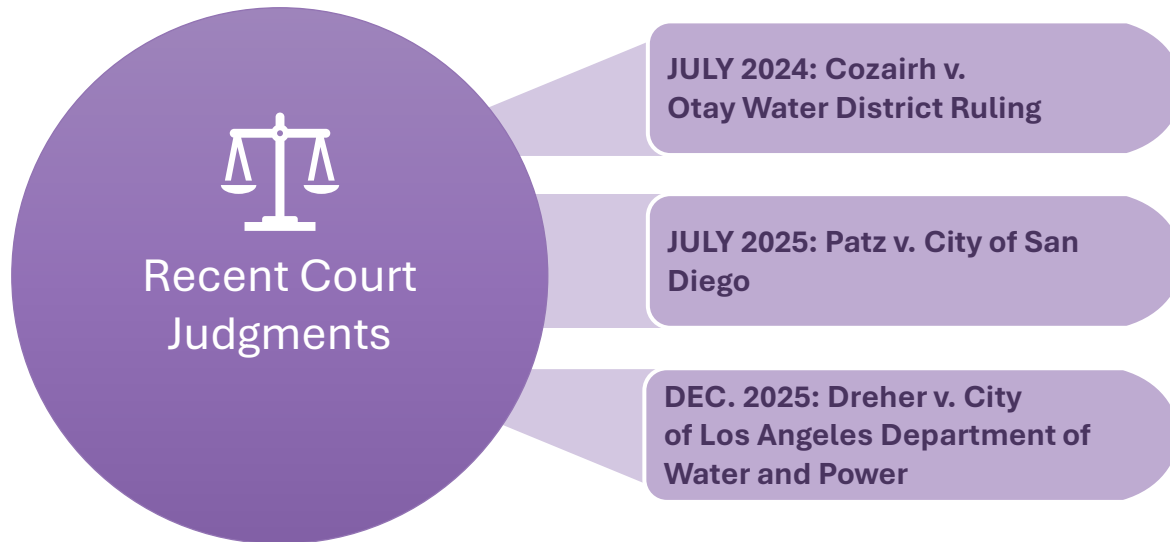 Recent Court
Judgments
JULY 2024: Cozairh v.
Otay Water District Ruling
JULY 2025: Patz v. City of San
Diego
DEC. 2025: Dreher v. City
of Los Angeles Department of
Water and Power